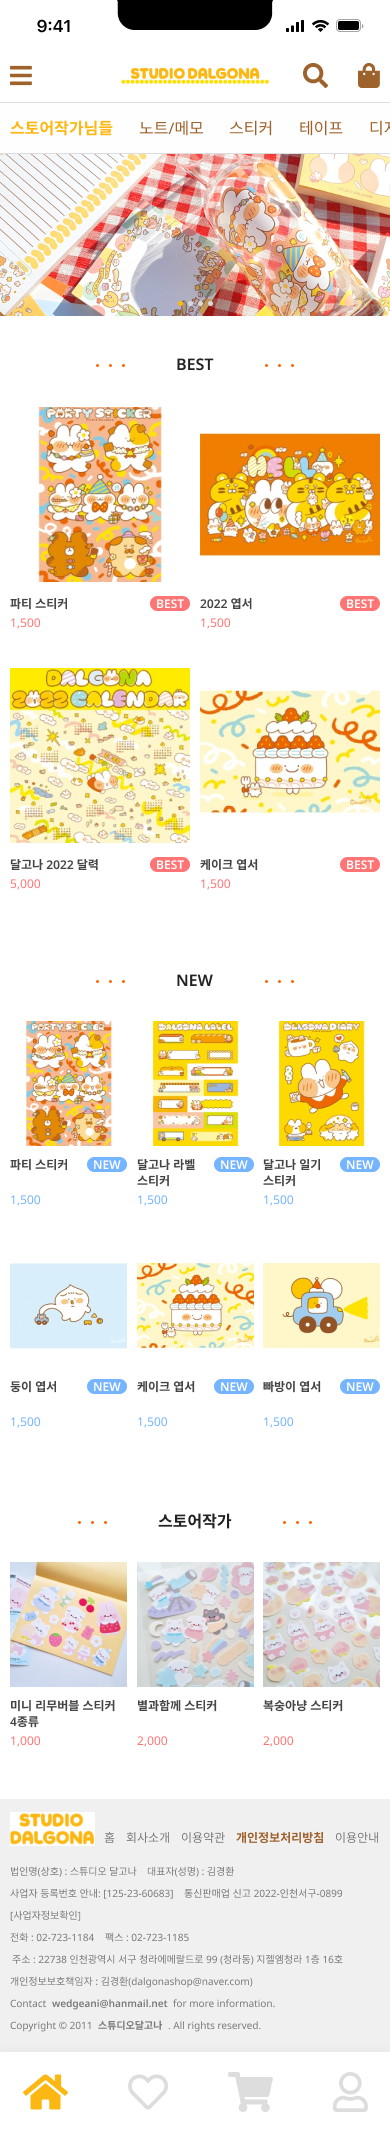 9:41
STUDIO DALGONA
스토어작가님들 노트/메모 스티커 테이프 디
BEST
PORTY STICKER
HELLO
파티 스티커 BEST
1,500
2022 엽서 BEST
1,500
DALGONA
2022 CALENDAR
달고나 2022 달력 BEST
5,000
케이크 엽서 BEST
1,500
NEW
PORTY STICKER
DALGONA LABEL
DALGONA DIARY
파티 스티커 NEW
1,500
달고나 라벨 NEW
스티커
1,500
달고나 일기 NEW
스티커
1,500
둥이 엽서 NEW
1,500
케이크 엽서 NEW
1,500
빠방이 엽서 NEW
1,500
스토어작가
미니 리무버블 스티커
4종류
1,000
별과함께 스티커
2,000
복숭아냥 스티커
2,000
STUDIO
DALGONA
홈 회사소개 이용약관 개인정보처리방침 이용안내
법인명(상호) : 스튜디오 달고나 대표자(성명) : 김경환
사업자 등록번호 안내: [125-23-60683] 통신판매업 신고 2022-인천서구-0899
[사업자정보확인]
전화 : 02-723-1184 팩스 : 02-723-1185
주소 : 22738 인천광역시 서구 청라에메랄드로 99 (청라동) 지젤엠청라 1층 16호
개인정보보호책임자 : 김경환(dalgonashop@naver.com)
Contact wedgeani@hanmail.net for more information.
Copyright © 2011 스튜디오달고나 . All rights reserved.